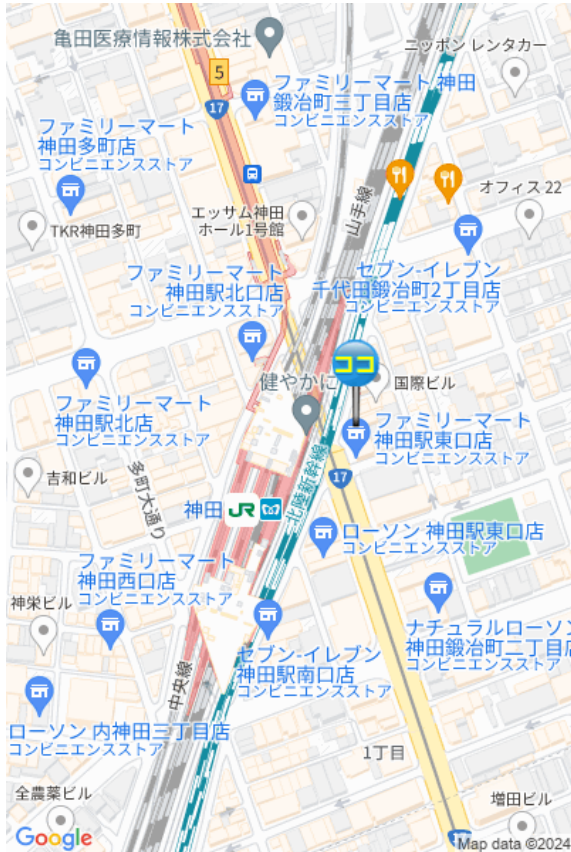 亀田医療情報株式会社
ニッポン レンタカー
5
17
ファミリーマート 神田
鍛冶町三丁目店
コンビニエンスストア
ファミリーマート
神田多町店
コンビニエンスストア
TKR神田多町
エッサム神田
ホール1号館
山手線
オフィス 22
ファミリーマート
神田駅北口店
コンビニエンスストア
セブン-イレブン
千代田鍛冶町2丁目店
コンビニエンスストア
ココ
健やかに
国際ビル
ファミリーマート
神田駅北店
コンビニエンスストア
ファミリーマート
神田駅東口店
コンビニエンスストア
吉和ビル
多町大通り
北陸新幹線
17
神田
JR
ローソン 神田駅東口店
コンビニエンスストア
ファミリーマート
神田西口店
コンビニエンスストア
神栄ビル
ナチュラルローソン
神田鍛冶町二丁目店
コンビニエンスストア
セブン-イレブン
神田駅南口店
コンビニエンスストア
中央線
ローソン 内神田三丁目店
コンビニエンスストア
1丁目
全農薬ビル
増田ビル
Google
17
Map data ©2024